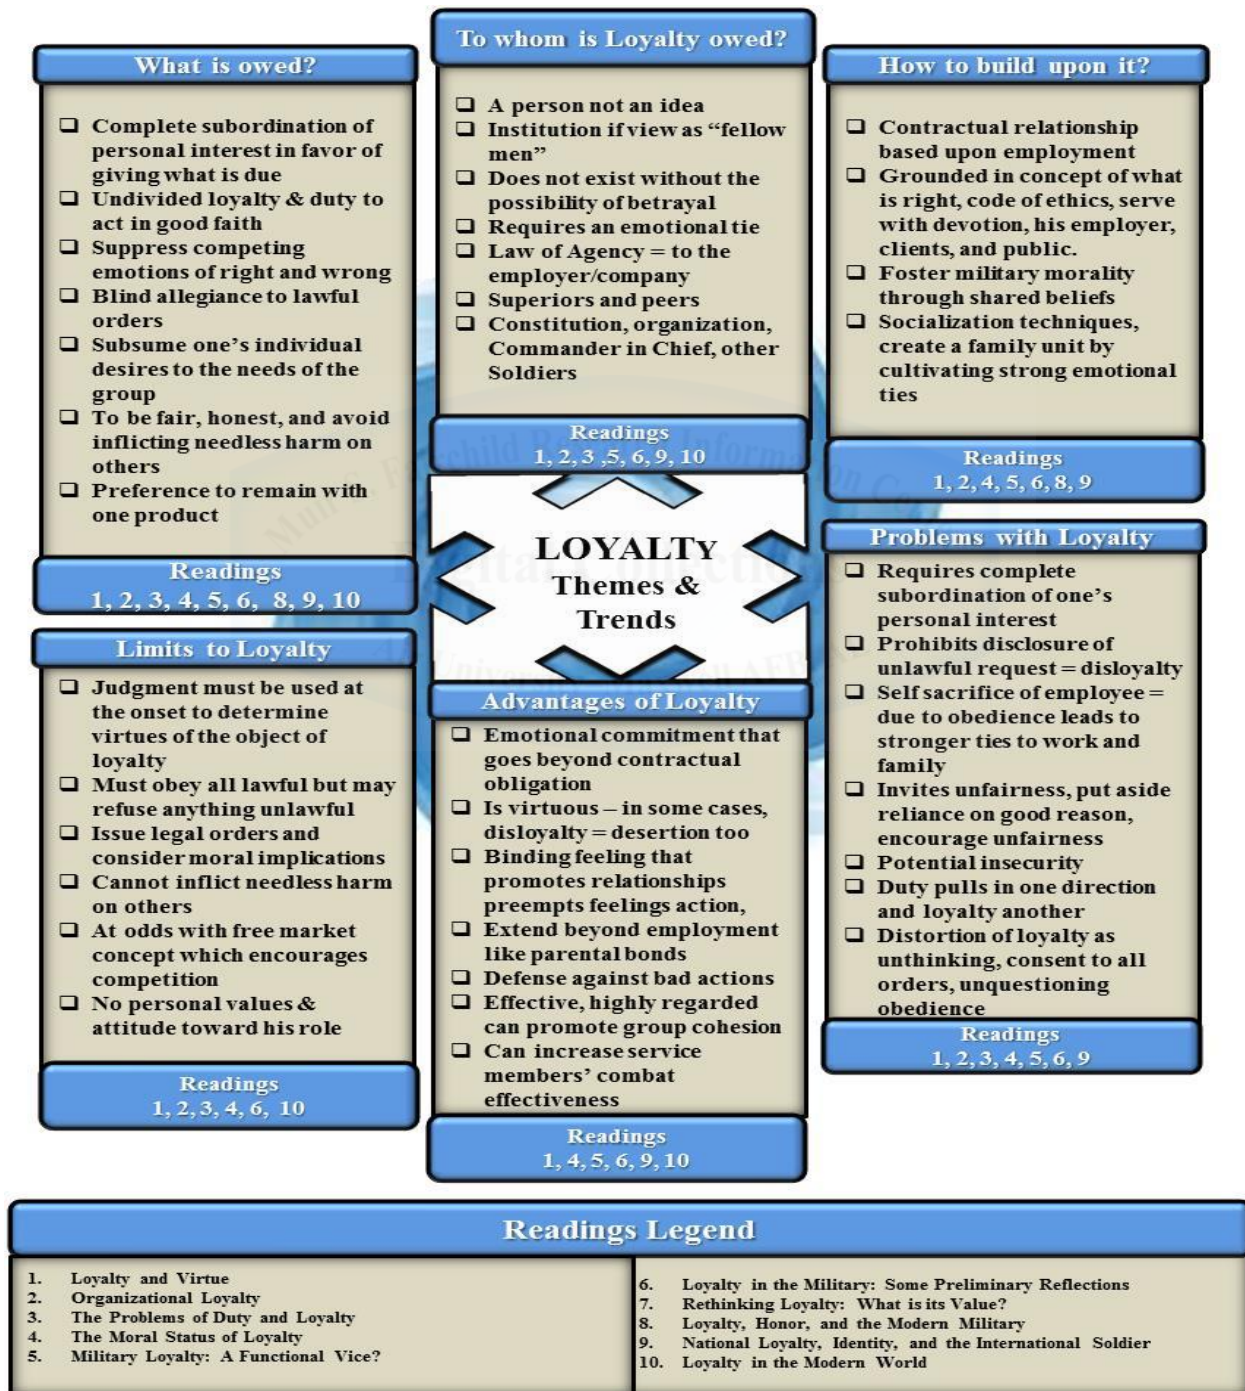 What is owed?
❑ Complete subordination of
personal interest in favor of
giving what is due
❑ Undivided loyalty & duty to
act in good faith
❑ Suppress competing
emotions of right and wrong
❑ Blind allegiance to lawful
orders
❑ Subsume one's individual
desires to the needs of the
group
❑ To be fair, honest, and avoid
inflicting needless harm on
others
❑ Preference to remain with
one product
Readings
1, 2, 3, 4, 5, 6, 8, 9, 10
To whom is Loyalty owed?
❑ A person not an idea
❑ Institution if view as “fellow
men”
❑ Does not exist without the
possibility of betrayal
❑ Requires an emotional tie
❑ Law of Agency = to the
employer/company
❑ Superiors and peers
❑ Constitution, organization,
Commander in Chief, other
Soldiers
Readings
1, 2, 3 ,5, 6, 9, 10
How to build upon it?
❑ Contractual relationship
based upon employment
❑ Grounded in concept of what
is right, code of ethics, serve
with devotion, his employer,
clients, and public.
❑ Foster military morality
through shared beliefs
❑ Socialization techniques,
create a family unit by
cultivating strong emotional
ties
Readings
1, 2, 4, 5, 6, 8, 9
LOYALTY
Themes &
Trends
Limits to Loyalty
❑ Judgment must be used at
the onset to determine
virtues of the object of
loyalty
❑ Must obey all lawful but may
refuse anything unlawful
❑ Issue legal orders and
consider moral implications
❑ Cannot inflict needless harm
on others
❑ At odds with free market
concept which encourages
competition
❑ No personal values &
attitude toward his role
Readings
1, 2, 3, 4, 6, 10
Advantages of Loyalty
❑ Emotional commitment that
goes beyond contractual
obligation
❑ Is virtuous – in some cases,
disloyalty = desertion too
❑ Binding feeling that
promotes relationships
preempts feelings action,
❑ Extend beyond employment
like parental bonds
❑ Defense against bad actions
❑ Effective, highly regarded
can promote group cohesion
❑ Can increase service
members’ combat
effectiveness
Readings
1, 4, 5, 6, 9, 10
Problems with Loyalty
❑ Requires complete
subordination of one’s
personal interest
❑ Prohibits disclosure of
unlawful request = disloyalty
❑ Self sacrifice of employee =
due to obedience leads to
stronger ties to work and
family
❑ Invites unfairness, put aside
reliance on good reason,
encourage unfairness
❑ Potential insecurity
❑ Duty pulls in one direction
and loyalty another
❑ Distortion of loyalty as
unthinking, consent to all
orders, unquestioning
obedience
Readings
1, 2, 3, 4, 5, 6, 9
Readings Legend
1. Loyalty and Virtue
2. Organizational Loyalty
3. The Problems of Duty and Loyalty
4. The Moral Status of Loyalty
5. Military Loyalty: A Functional Vice?
6. Loyalty in the Military: Some Preliminary Reflections
7. Rethinking Loyalty: What is its Value?
8. Loyalty, Honor, and the Modern Military
9. National Loyalty, Identity, and the International Soldier
10. Loyalty in the Modern World